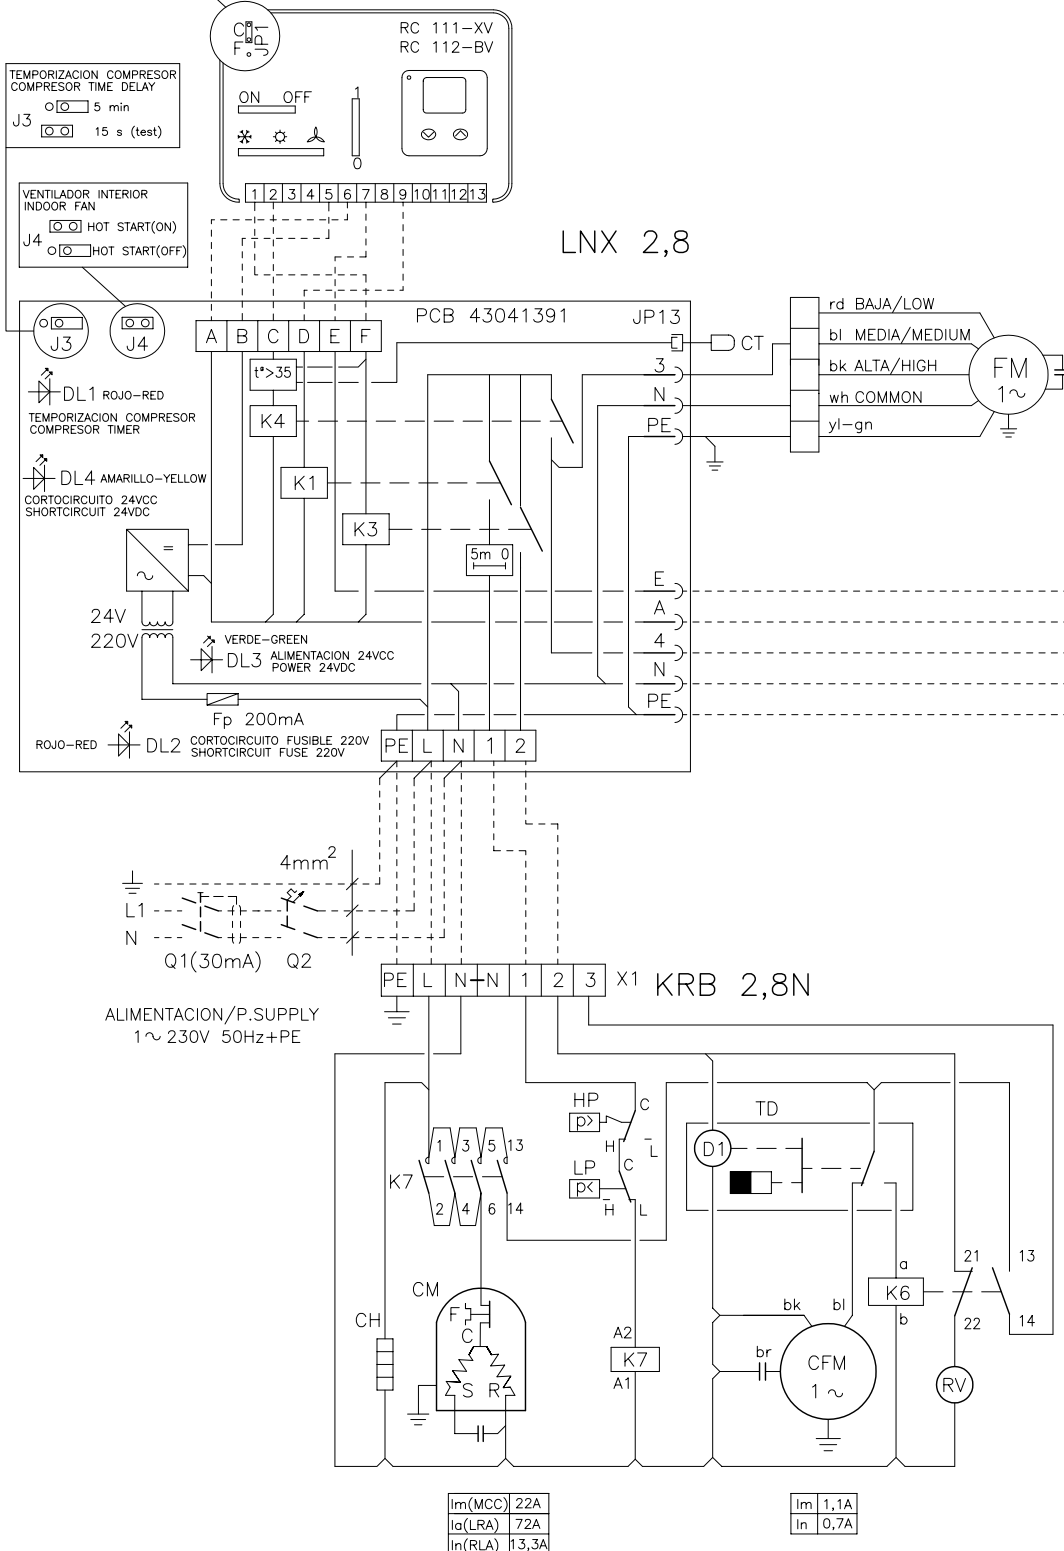 C
F
JP1
RC 111-XV
RC 112-BV
ON OFF
1
0
1 2 3 4 5 6 7 8 9 10 11 12 13
TEMPORIZACION COMPRESOR
COMPRESOR TIME DELAY
J3
5 min
15 s (test)
VENTILADOR INTERIOR
INDOOR FAN
J4
HOT START(ON)
HOT START(OFF)
LNX 2,8
J3
J4
A B C D E F
PCB 43041391
JP13
CT
3
N
PE
rd BAJA/LOW
bl MEDIA/MEDIUM
bk ALTA/HIGH
wh COMMON
yl-gn
FM
1~
t°>35
K4
K1
K3
5m 0
DL1 ROJO-RED
TEMPORIZACION COMPRESOR
COMPRESOR TIMER
DL4 AMARILLO-YELLOW
CORTOCIRCUITO 24VCC
SHORTCIRCUIT 24VDC
=
~
24V
220V
VERDE-GREEN
DL3 ALIMENTACION 24VCC
POWER 24VDC
Fp 200mA
ROJO-RED
DL2 CORTOCIRCUITO FUSIBLE 220V
SHORTCIRCUIT FUSE 220V
E
A
4
N
PE
PE L N 1 2
4mm2
L1
N
Q1(30mA) Q2
ALIMENTACION/P.SUPPLY
1~230V 50Hz+PE
PE L N N 1 2 3 X1
KRB 2,8N
K7
1 3 5 13
2 4 6 14
HP
p>
C
H L
LP
p<
C
H L
TD
D1
CM
F
C
S R
CH
A2
K7
A1
bk bl
br
CFM
1~
a
K6
b
21 13
22 14
RV
Im(MCC) 22A
Ia(LRA) 72A
In(RLA) 13,3A
Im 1,1A
In 0,7A